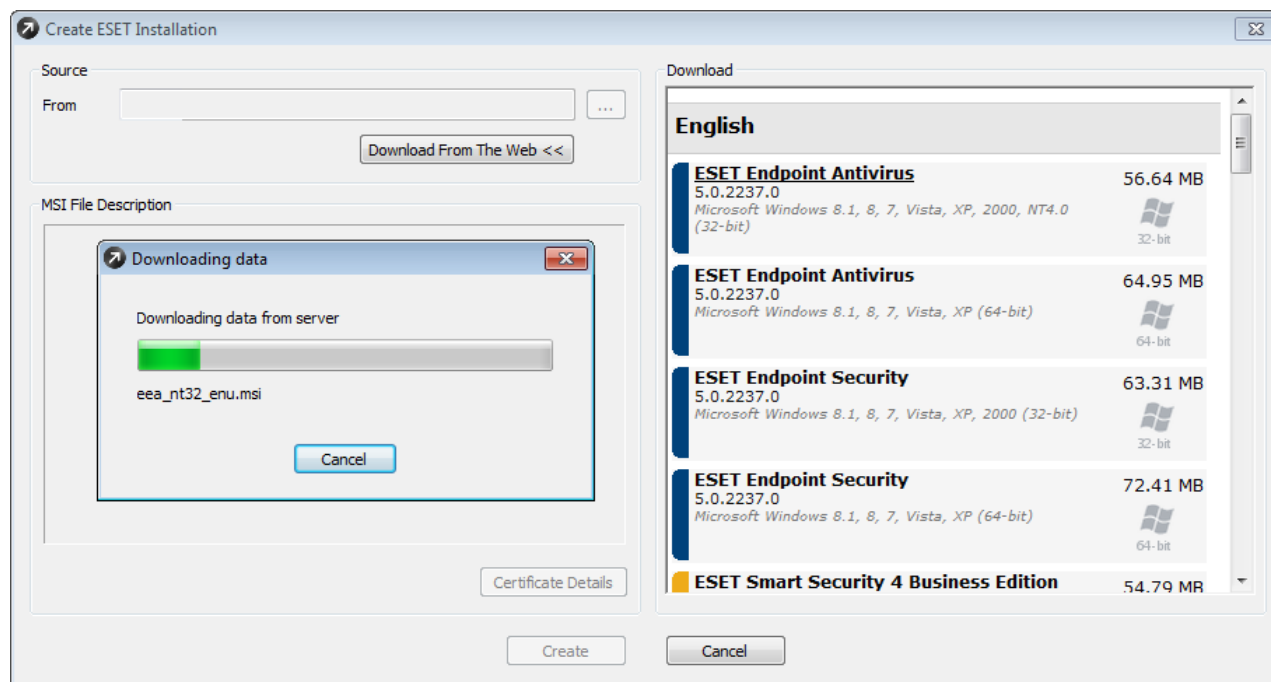 Create ESET Installation
Source
From
...
Download From The Web <<
MSI File Description
Downloading data
Downloading data from server
eea_nt32_enu.msi
Cancel
Certificate Details
Create
Download
English
ESET Endpoint Antivirus
56.64 MB
5.0.2237.0
Microsoft Windows 8.1, 8, 7, Vista, XP, 2000, NT4.0
(32-bit)
32-bit
ESET Endpoint Antivirus
64.95 MB
5.0.2237.0
Microsoft Windows 8.1, 8, 7, Vista, XP (64-bit)
64-bit
ESET Endpoint Security
63.31 MB
5.0.2237.0
Microsoft Windows 8.1, 8, 7, Vista, XP, 2000 (32-bit)
32-bit
ESET Endpoint Security
72.41 MB
5.0.2237.0
Microsoft Windows 8.1, 8, 7, Vista, XP (64-bit)
64-bit
ESET Smart Security 4 Business Edition
54.79 MB
Cancel